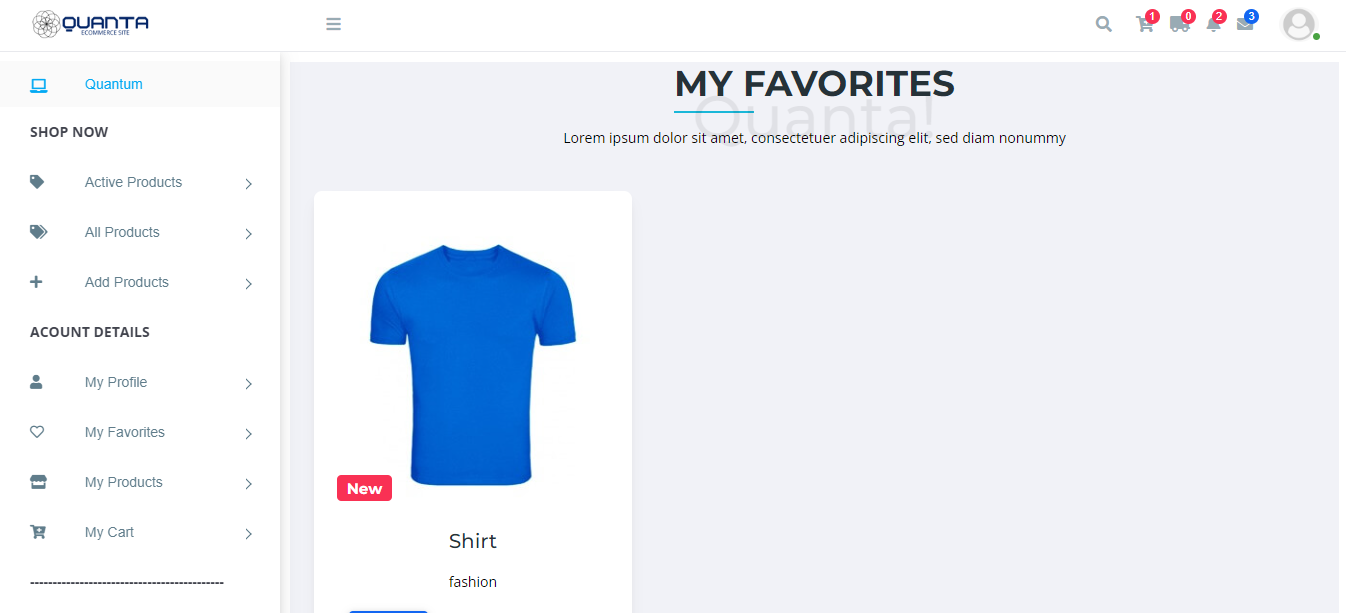 QUANTA
ECOMMERCE SITE
1
0
2
3
Quantum
SHOP NOW
Active Products
All Products
Add Products
ACOUNT DETAILS
My Profile
My Favorites
My Products
My Cart
-------------------------------------------
MY FAVORITES
Quanta!
Lorem ipsum dolor sit amet, consectetuer adipiscing elit, sed diam nonummy
New
Shirt
fashion